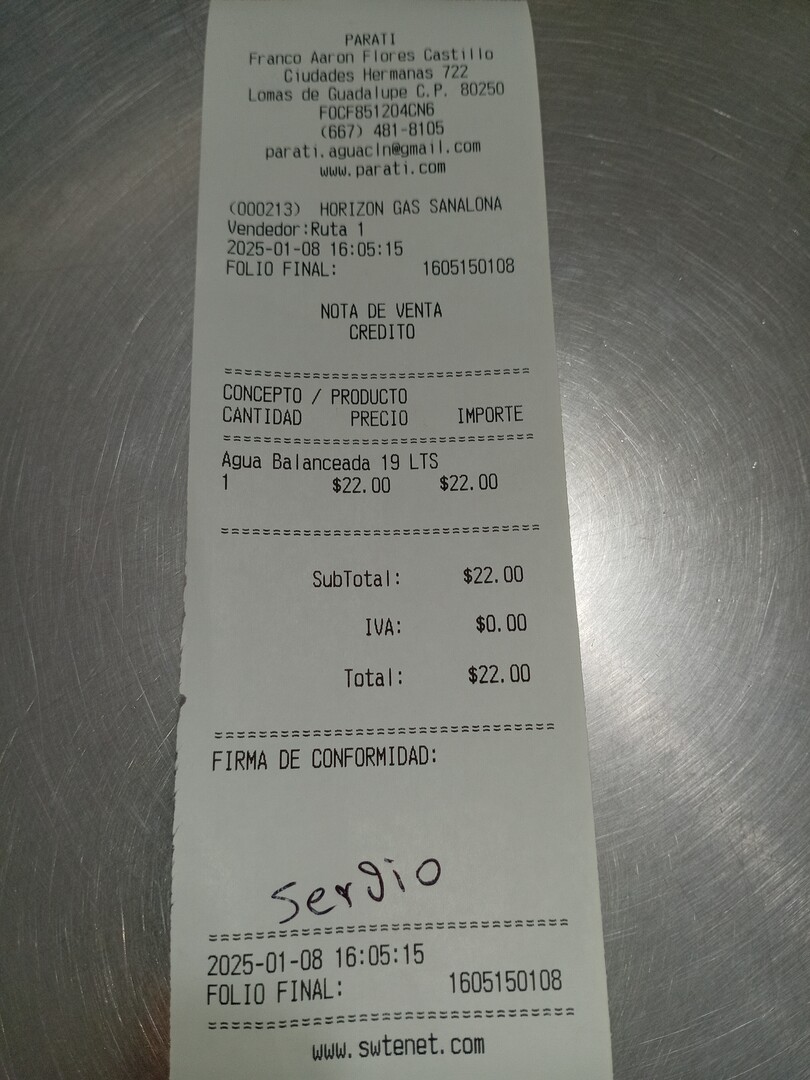 PARATI
Franco Aaron Flores Castillo
Ciudades Hermanas 722
Lomas de Guadalupe C.P. 80250
FOCF851204CN6
(667) 481-8105
parati.aguacln@gmail.com
www.parati.com
(000213) HORIZON GAS SANALONA
Vendedor:Ruta 1
2025-01-08 16:05:15
FOLIO FINAL: 1605150108
NOTA DE VENTA
CREDITO
==============================
CONCEPTO / PRODUCTO
CANTIDAD PRECIO IMPORTE
==============================
Agua Balanceada 19 LTS
1 $22.00 $22.00
==============================
SubTotal: $22.00
IVA: $0.00
Total: $22.00
==============================
FIRMA DE CONFORMIDAD:
Sergio
==============================
2025-01-08 16:05:15
FOLIO FINAL: 1605150108
==============================
www.swtenet.com